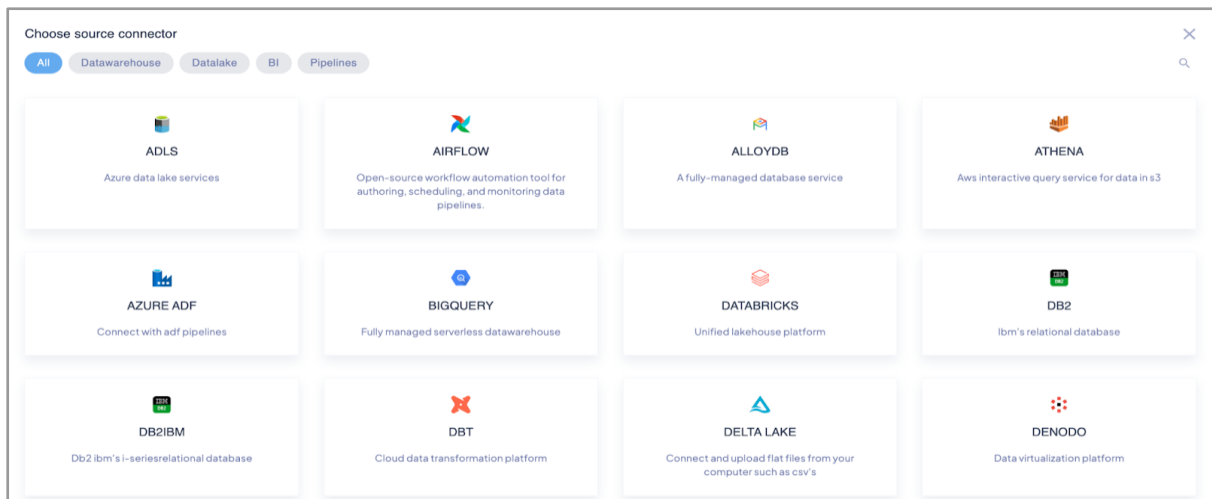 Choose source connector
All Datawarehouse Datalake BI Pipelines
ADLS
Azure data lake services
AIRFLOW
Open-source workflow automation tool for
authoring, scheduling, and monitoring data
pipelines.
ALLOYDB
A fully-managed database service
ATHENA
Aws interactive query service for data in s3
AZURE ADF
Connect with adf pipelines
BIGQUERY
Fully managed serverless datawarehouse
DATABRICKS
Unified lakehouse platform
IBM
DB2
DB2
Ibm's relational database
IBM
DB2
DB2IBM
Db2 ibm's i-seriesrelational database
DBT
Cloud data transformation platform
DELTA LAKE
Connect and upload flat files from your
computer such as csv's
DENODO
Data virtualization platform